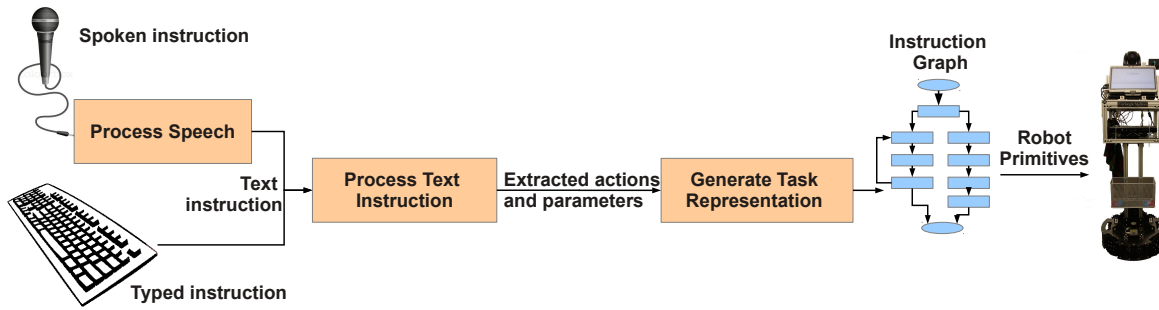 Spoken instruction
Process Speech
Text
instruction
Typed instruction
Process Text
Instruction
Extracted actions
and parameters
Generate Task
Representation
Instruction
Graph
Robot
Primitives